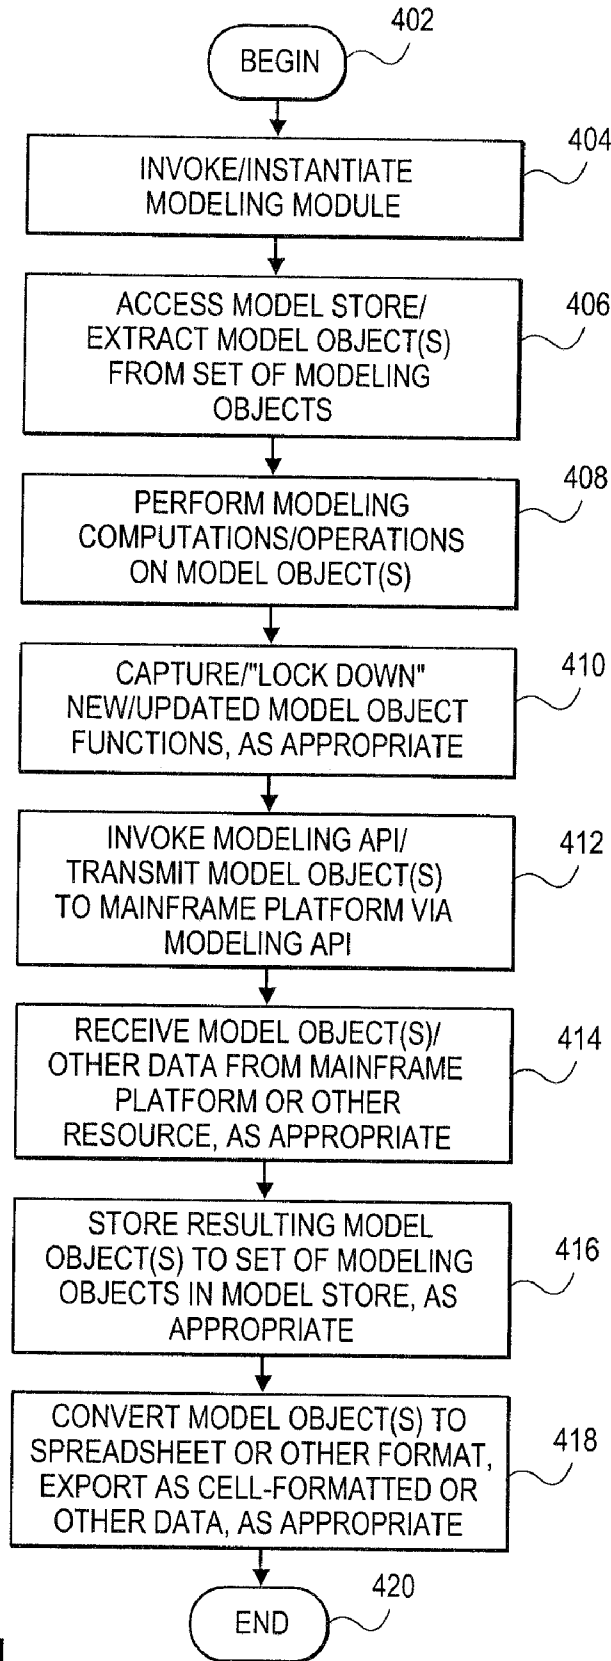 402
BEGIN
404
INVOKE/INSTANTIATE
MODELING MODULE
406
ACCESS MODEL STORE/
EXTRACT MODEL OBJECT(S)
FROM SET OF MODELING
OBJECTS
408
PERFORM MODELING
COMPUTATIONS/OPERATIONS
ON MODEL OBJECT(S)
410
CAPTURE/"LOCK DOWN"
NEW/UPDATED MODEL OBJECT
FUNCTIONS, AS APPROPRIATE
412
INVOKE MODELING API/
TRANSMIT MODEL OBJECT(S)
TO MAINFRAME PLATFORM VIA
MODELING API
414
RECEIVE MODEL OBJECT(S)/
OTHER DATA FROM MAINFRAME
PLATFORM OR OTHER
RESOURCE, AS APPROPRIATE
416
STORE RESULTING MODEL
OBJECT(S) TO SET OF MODELING
OBJECTS IN MODEL STORE, AS
APPROPRIATE
418
CONVERT MODEL OBJECT(S) TO
SPREADSHEET OR OTHER FORMAT,
EXPORT AS CELL-FORMATTED OR
OTHER DATA, AS APPROPRIATE
420
END